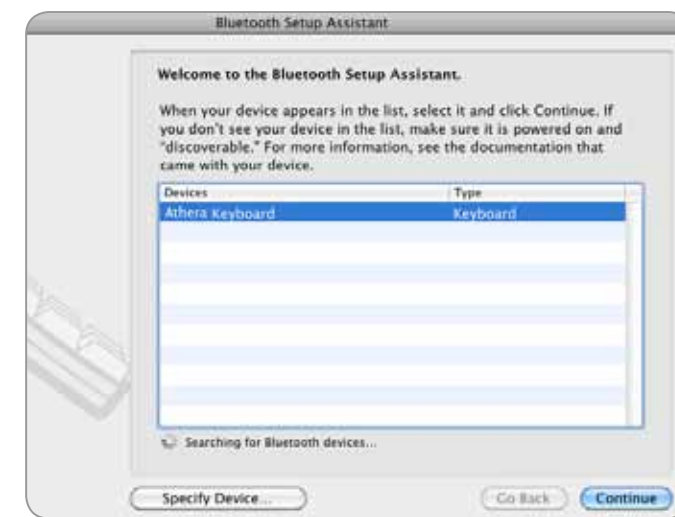 Bluetooth Setup Assistant
Welcome to the Bluetooth Setup Assistant.
When your device appears in the list, select it and click Continue. If
you don't see your device in the list, make sure it is powered on and
"discoverable." For more information, see the documentation that
came with your device.
Devices Type
Athera Keyboard Keyboard
Searching for Bluetooth devices...
Specify Device... Go Back Continue